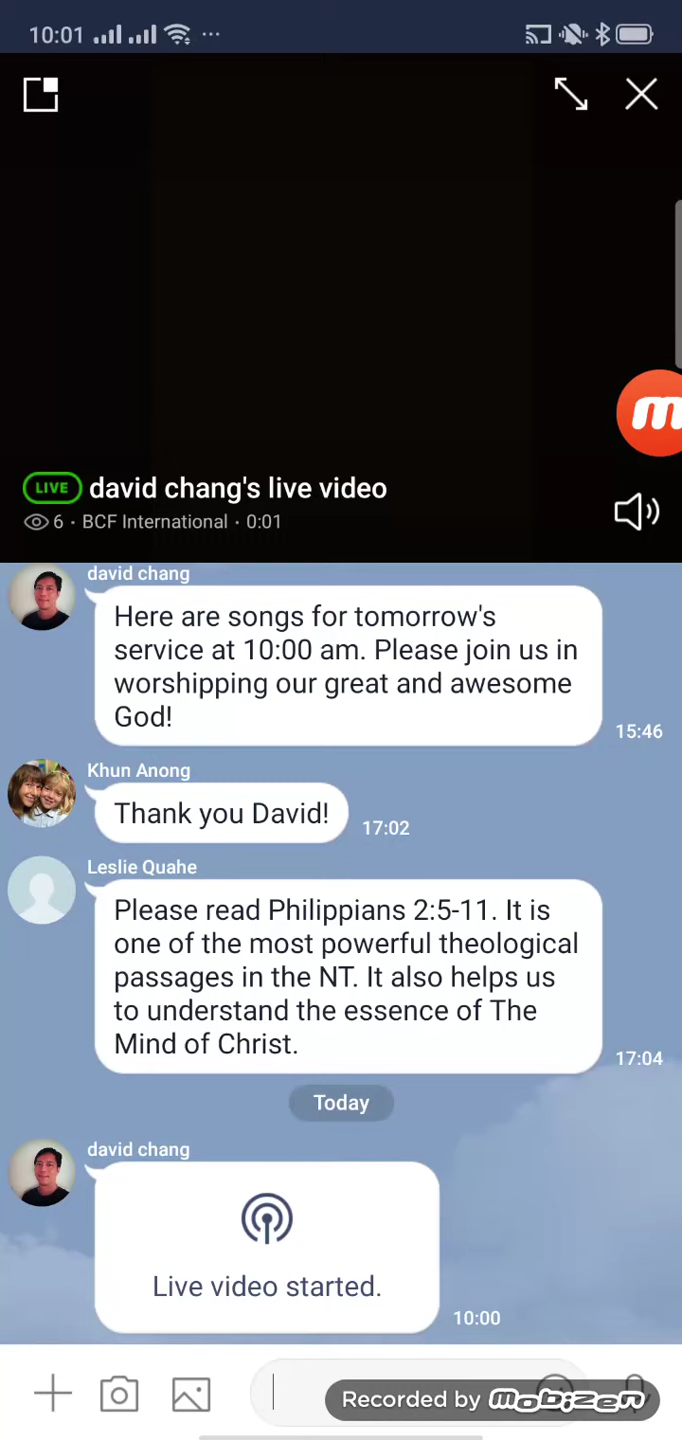 10:01
LIVE david chang's live video
6 · BCF International · 0:01
david chang
Here are songs for tomorrow's
service at 10:00 am. Please join us in
worshipping our great and awesome
God!
15:46
Khun Anong
Thank you David!
17:02
Leslie Quahe
Please read Philippians 2:5-11. It is
one of the most powerful theological
passages in the NT. It also helps us
to understand the essence of The
Mind of Christ.
17:04
Today
david chang
Live video started.
10:00
Recorded by mobizen